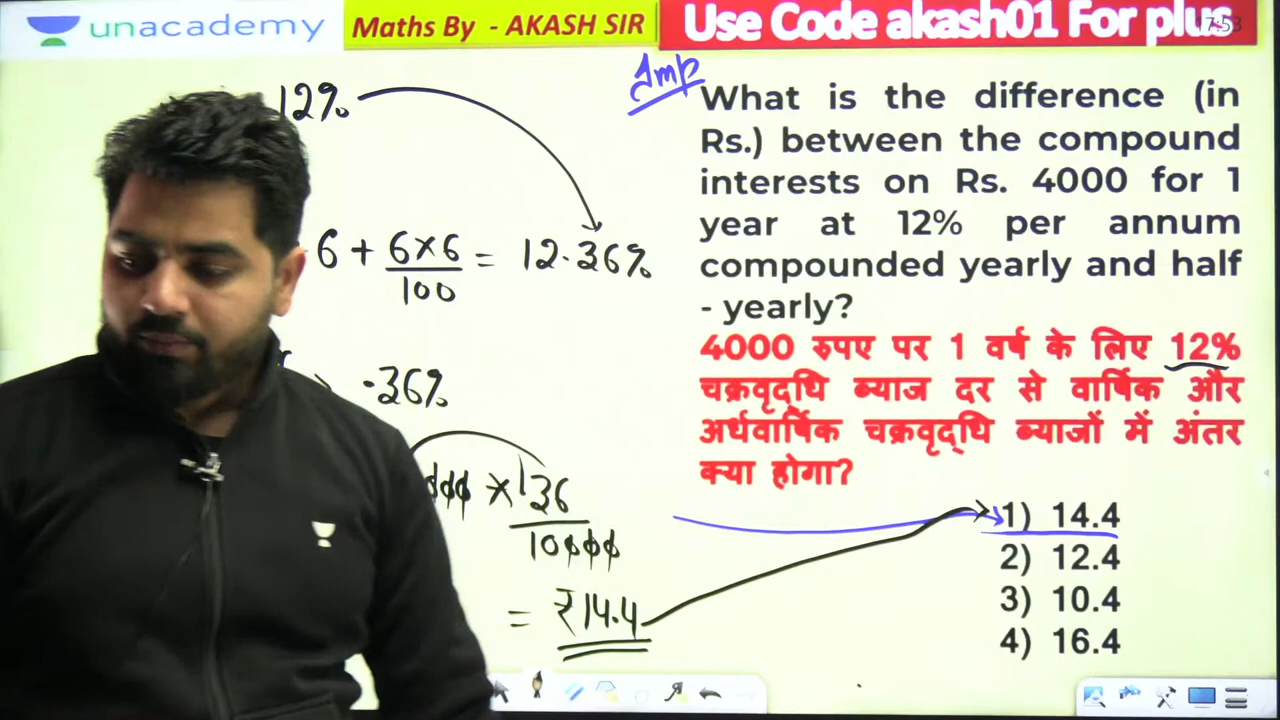 unacademy
Maths By - AKASH SIR
Use Code akash01 For plus
Imp
What is the difference (in
Rs.) between the compound
interests on Rs. 4000 for 1
year at 12% per annum
compounded yearly and half
- yearly?
4000 रुपए पर 1 वर्ष के लिए 12%
चक्रवृद्धि ब्याज दर से वार्षिक और
अर्धवार्षिक चक्रवृद्धि ब्याजों में अंतर
क्या होगा?
1) 14.4
2) 12.4
3) 10.4
4) 16.4
12%
6 + 6×6/100 = 12.36%
.36%
000 × 36/10000
= ₹14.4